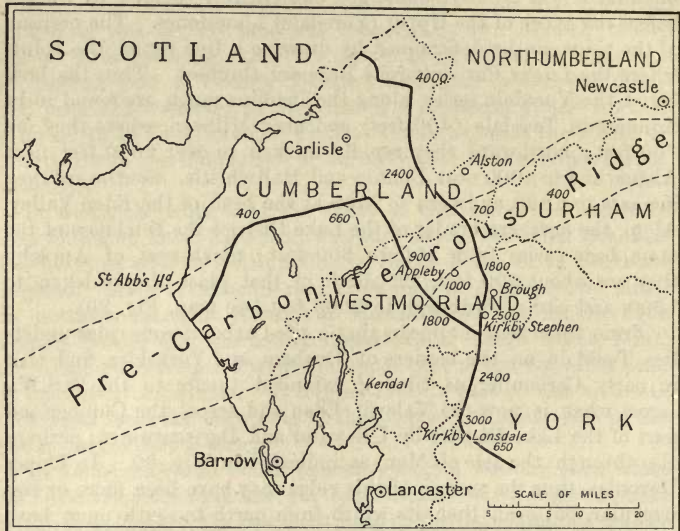 SCOTLAND
NORTHUMBERLAND
Newcastle
4000
Carlisle
Alston
2400
CUMBERLAND
700
400
DURHAM
400
660
Pre Carboniferous Ridge
900
Appleby
1000
1800
St. Abb's Hd.
Brough
WESTMORLAND
2500
Kirkby Stephen
1800
2400
Kendal
YORK
3000
Kirkby Lonsdale
650
Barrow
Lancaster
SCALE OF MILES
5 0 5 10 15 20